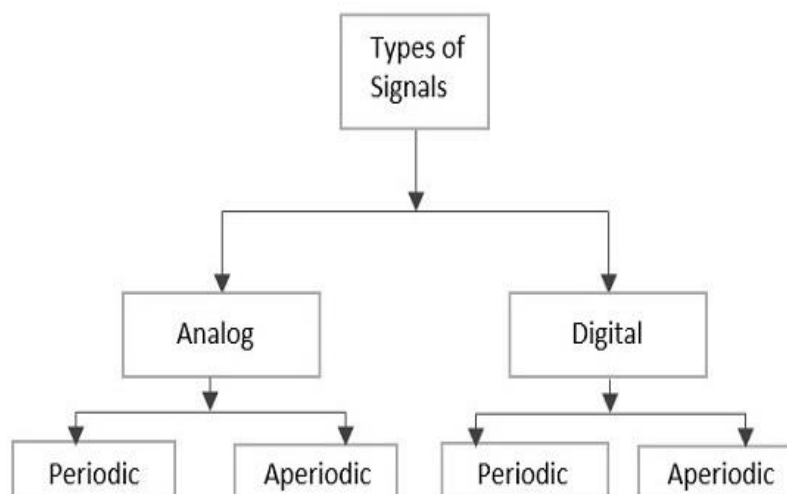 Types of
Signals
Analog
Digital
Periodic
Aperiodic
Periodic
Aperiodic